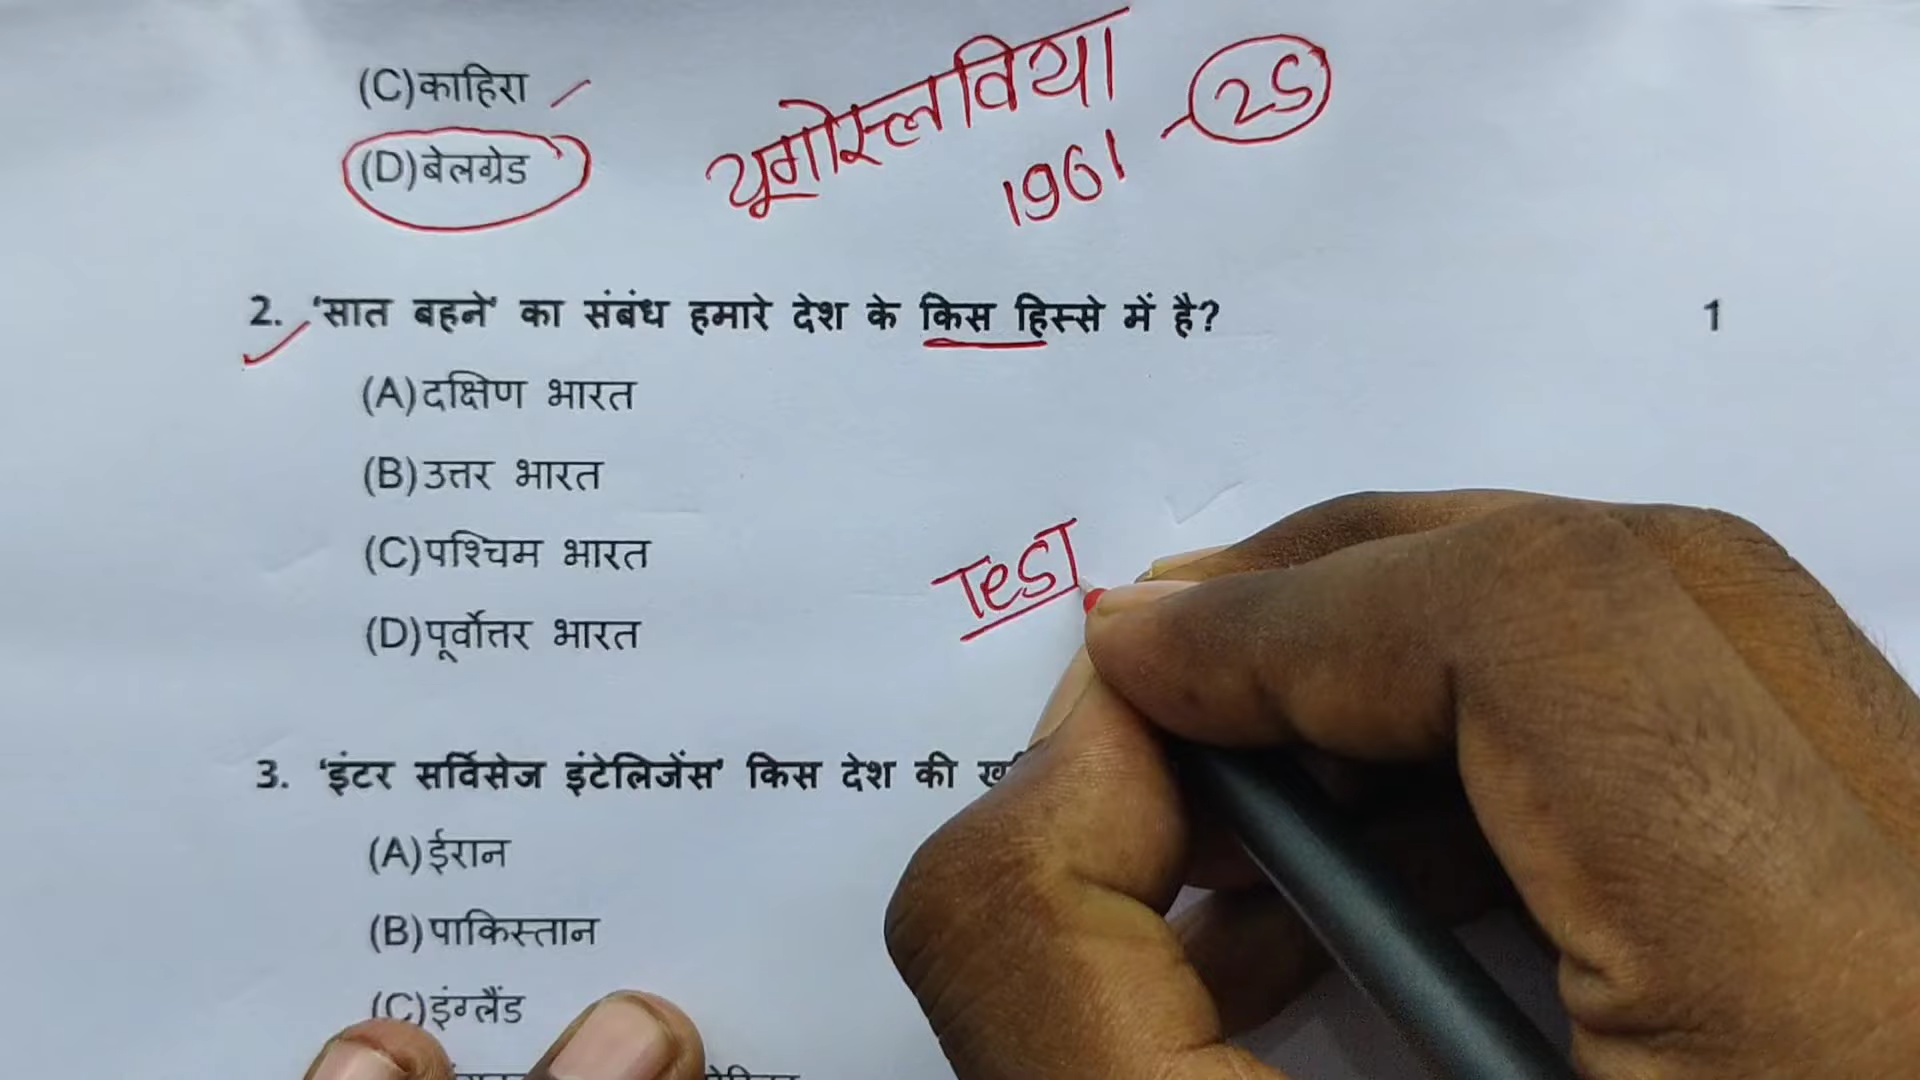 (C)काहिरा
(D)बेलग्रेड
यूगोस्लाविया
1961
25
2. 'सात बहने' का संबंध हमारे देश के किस हिस्से में है? 1
(A)दक्षिण भारत
(B)उत्तर भारत
(C)पश्चिम भारत
(D)पूर्वोत्तर भारत
TeST
3. 'इंटर सर्विसेज इंटेलिजेंस' किस देश की
(A)ईरान
(B)पाकिस्तान
(C)इंग्लैंड